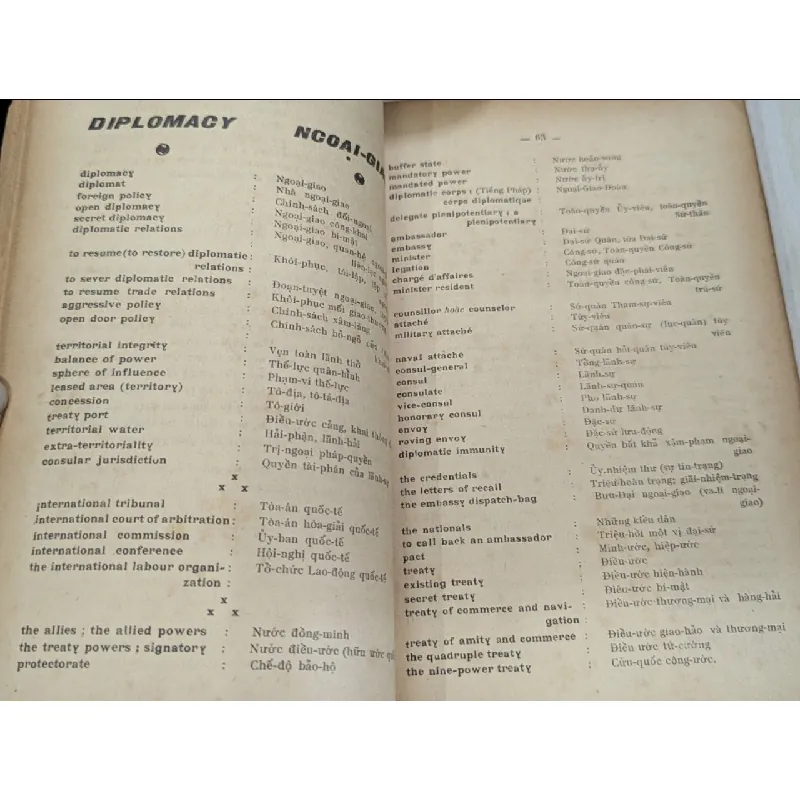 DIPLOMACY
NGOẠI-GIA
diplomacy : Ngoại-giao
diplomat : Nhà ngoại-giao
foreign policy : Chính-sách đối-ngoại
open diplomacy : Ngoại-giao công-khai
secret diplomacy : Ngoại-giao bí-mật
diplomatic relations : Ngoại-giao, quan-hệ
to resume (to restore) diplomatic
relations : Khôi-phục, tái-lập
to sever diplomatic relations : Đoạn-tuyệt ngoại-giao,
to resume trade relations : Khôi-phục mối giao-thương
aggressive policy : Chính-sách xâm-lăng
open door policy : Chính-sách bỏ-ngỏ cửa
territorial integrity : Vẹn toàn lãnh thổ
balance of power : Thế-lực quân-bình
sphere of influence : Phạm-vi thế-lực
leased area (territory) : Tô-địa, tô-tá-địa
concession : Tô-giới
treaty port : Điều-ước cảng, khai
territorial water : Hải-phận, lãnh-hải
extra-territoriality : Trị-ngoại pháp-quyền
consular jurisdiction : Quyền tài-phán của lãnh-sự
x
x x
international tribunal : Tòa-án quốc-tế
international court of arbitration : Tòa-án hòa-giải quốc-tế
international commission : Ủy-ban quốc-tế
international conference : Hội-nghị quốc-tế
the international labour organi- : Tổ-chức Lao-động quốc-tế
zation :
x
x x
the allies ; the allied powers : Nước đồng-minh
the treaty powers ; signatory : Nước điều-ước (hữu ước
protectorate : Chế-độ bảo-hộ
— 65 —
buffer state : Nước hoãn-xung
mandatory power : Nước thụ-ủy
mandated power : Nước ủy-trị
diplomatic corps ; (Tiếng Pháp) : Ngoại-Giao-Đoàn
corps diplomatique :
delegate plenipotentiary ; a : Toàn-quyền Ủy-viên, toàn-quyền
plenipotentiary Sứ-thần
ambassador : Đại-sứ
embassy : Đại-sứ Quán, tòa Đại-sứ
minister : Công-sứ, Toàn-quyền Công-sứ
legation : Công-sứ quán
chargé d'affaires : Ngoại-giao đặc-phái-viên
minister resident : Toàn-quyền công-sứ, Toàn-quyền
trú-sứ
counsillor hoặc counselor : Sứ-quán Tham-sự-viên
attaché : Tùy-viên
military attaché : Sứ-quán quân-sự (lục-quân) tùy
viên
naval attaché : Sứ-quán hải-quân tùy-viên
consul-general : Tổng-lãnh-sự
consul : Lãnh-sự
consulate : Lãnh-sự-quán
vice-consul : Phó lãnh-sự
honorary consul : Danh-dự lãnh-sự
envoy : Đặc-sứ
roving envoy : Đặc-sứ lưu-động
diplomatic immunity : Quyền bất khả xâm-phạm ngoại-
giao
the credentials : Ủy-nhiệm thư (sự tín-trạng)
the letters of recall : Triệu-hoàn trạng; giải-nhiệm-trạng
the embassy dispatch-bag : Bưu-Đại ngoại-giao (va-li ngoại-
giao)
the nationals : Những kiều dân
to call back an ambassador : Triệu-hồi một vị đại-sứ
pact : Minh-ước, hiệp-ước
treaty : Điều-ước
existing treaty : Điều-ước hiện-hành
secret treaty : Điều-ước bí-mật
treaty of commerce and navi- : Điều-ước thương-mại và hàng-hải
gation :
treaty of amity and commerce : Điều-ước giao-hảo và thương-mại
the quadruple treaty : Điều ước tứ-cường
the nine-power treaty : Cửu-quốc công-ước.